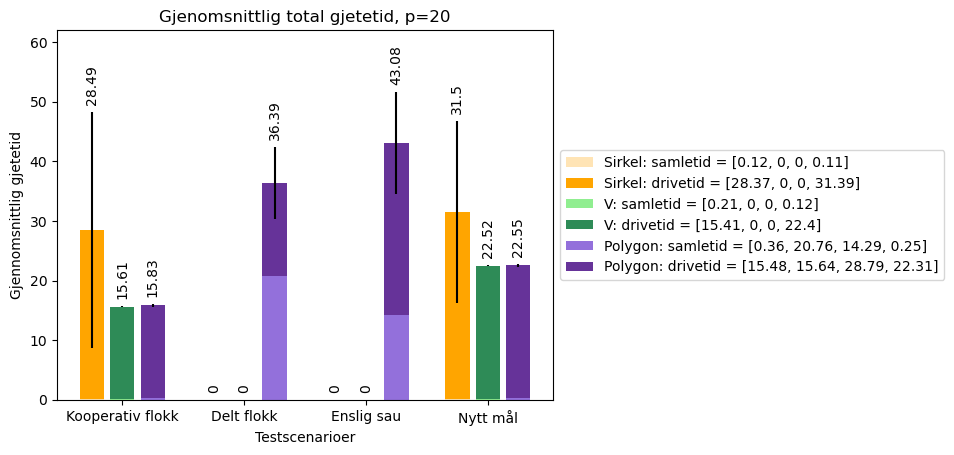 Gjenomsnittlig total gjetetid, p=20
Gjennomsnittlig gjetetid
60
50
40
30
20
10
0
28.49
15.61
15.83
0
0
36.39
0
0
43.08
31.5
22.52
22.55
Kooperativ flokk
Delt flokk
Enslig sau
Nytt mål
Testscenarioer
Sirkel: samletid = [0.12, 0, 0, 0.11]
Sirkel: drivetid = [28.37, 0, 0, 31.39]
V: samletid = [0.21, 0, 0, 0.12]
V: drivetid = [15.41, 0, 0, 22.4]
Polygon: samletid = [0.36, 20.76, 14.29, 0.25]
Polygon: drivetid = [15.48, 15.64, 28.79, 22.31]